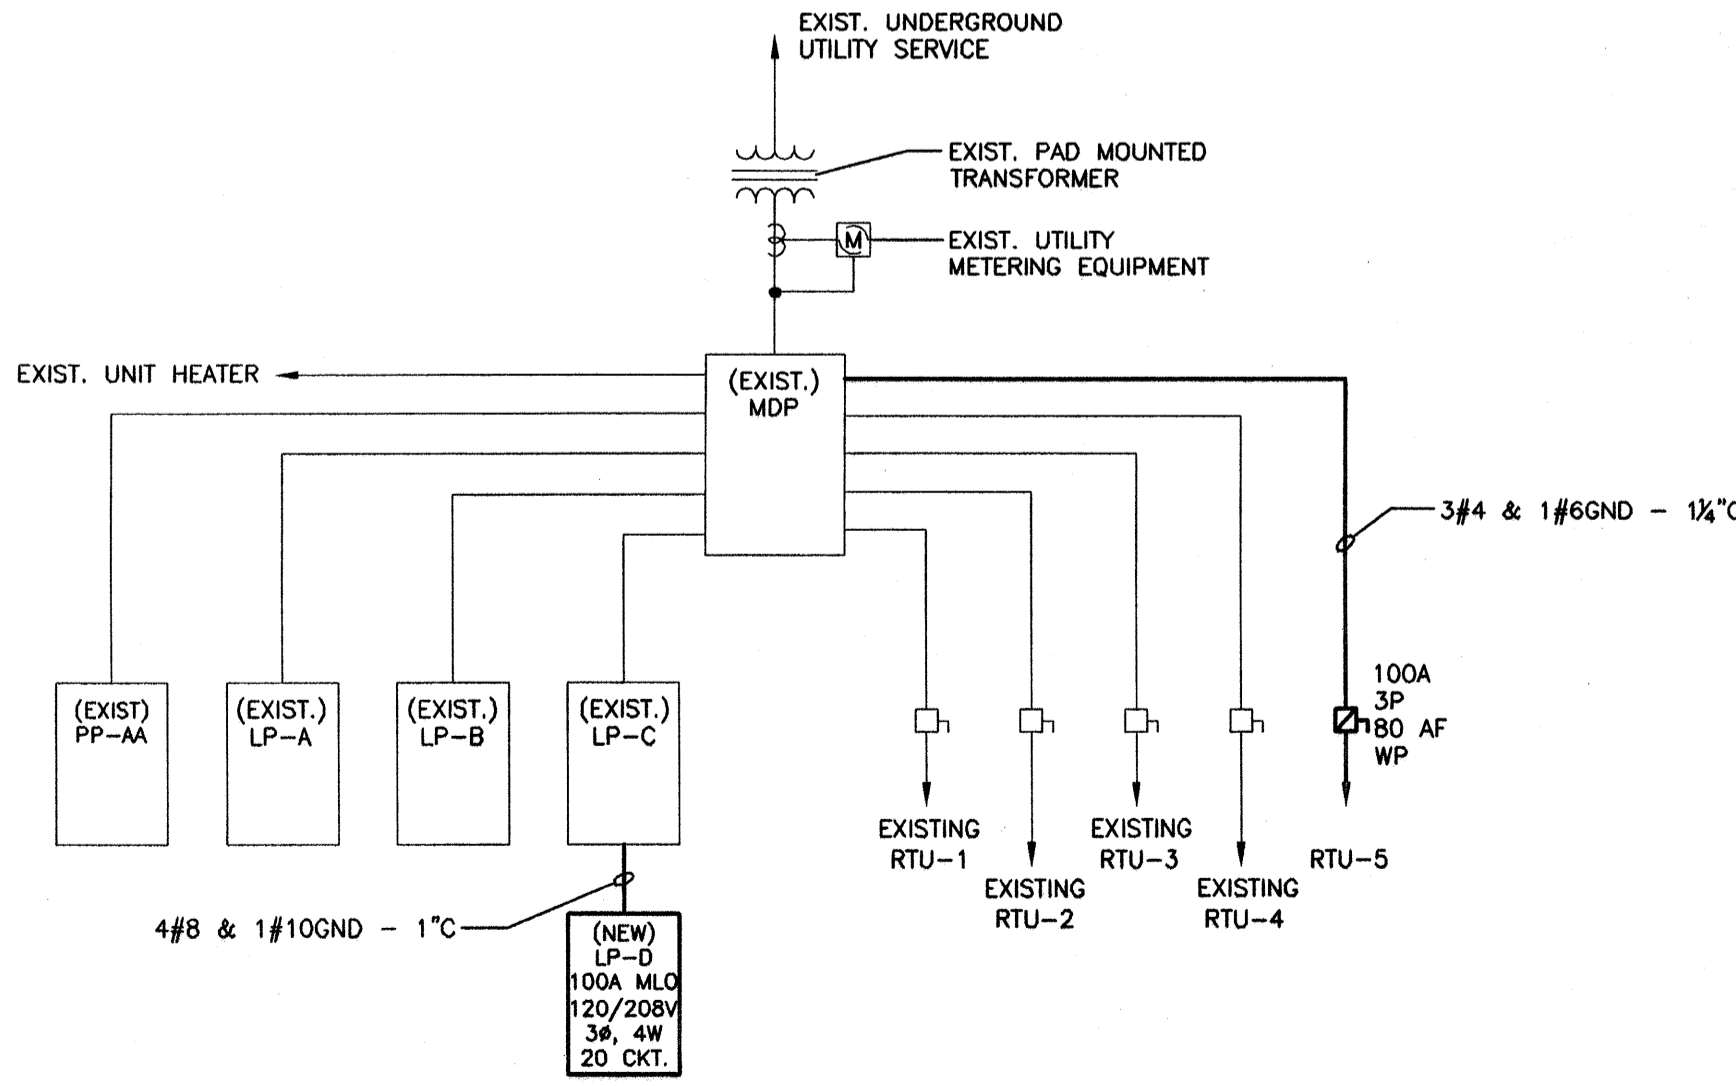 EXIST. UNDERGROUND
UTILITY SERVICE
EXIST. PAD MOUNTED
TRANSFORMER
M
EXIST. UTILITY
METERING EQUIPMENT
EXIST. UNIT HEATER
(EXIST.)
MDP
3#4 & 1#6GND - 1¼"C
(EXIST)
PP-AA
(EXIST.)
LP-A
(EXIST.)
LP-B
(EXIST.)
LP-C
100A
3P
80 AF
WP
EXISTING
RTU-1
EXISTING
RTU-2
EXISTING
RTU-3
EXISTING
RTU-4
RTU-5
4#8 & 1#10GND - 1"C
(NEW)
LP-D
100A MLO
120/208V
3ø, 4W
20 CKT.